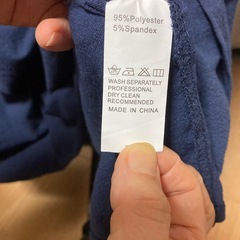 95%Polyester
5%Spandex
WASH SEPARATELY
PROFESSIONAL
DRY CLEAN
RECOMMENDED
MADE IN CHINA